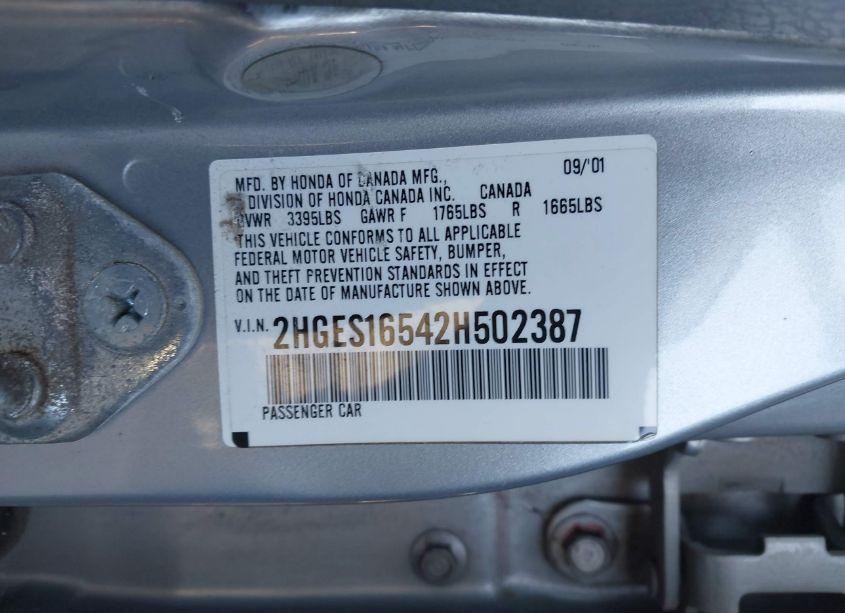 09/'01
MFD. BY HONDA OF CANADA MFG.,
DIVISION OF HONDA CANADA INC. CANADA
GVWR 3395LBS GAWR F 1765LBS R 1665LBS
THIS VEHICLE CONFORMS TO ALL APPLICABLE
FEDERAL MOTOR VEHICLE SAFETY, BUMPER,
AND THEFT PREVENTION STANDARDS IN EFFECT
ON THE DATE OF MANUFACTURE SHOWN ABOVE.
V.I.N. 2HGES16542H502387
PASSENGER CAR